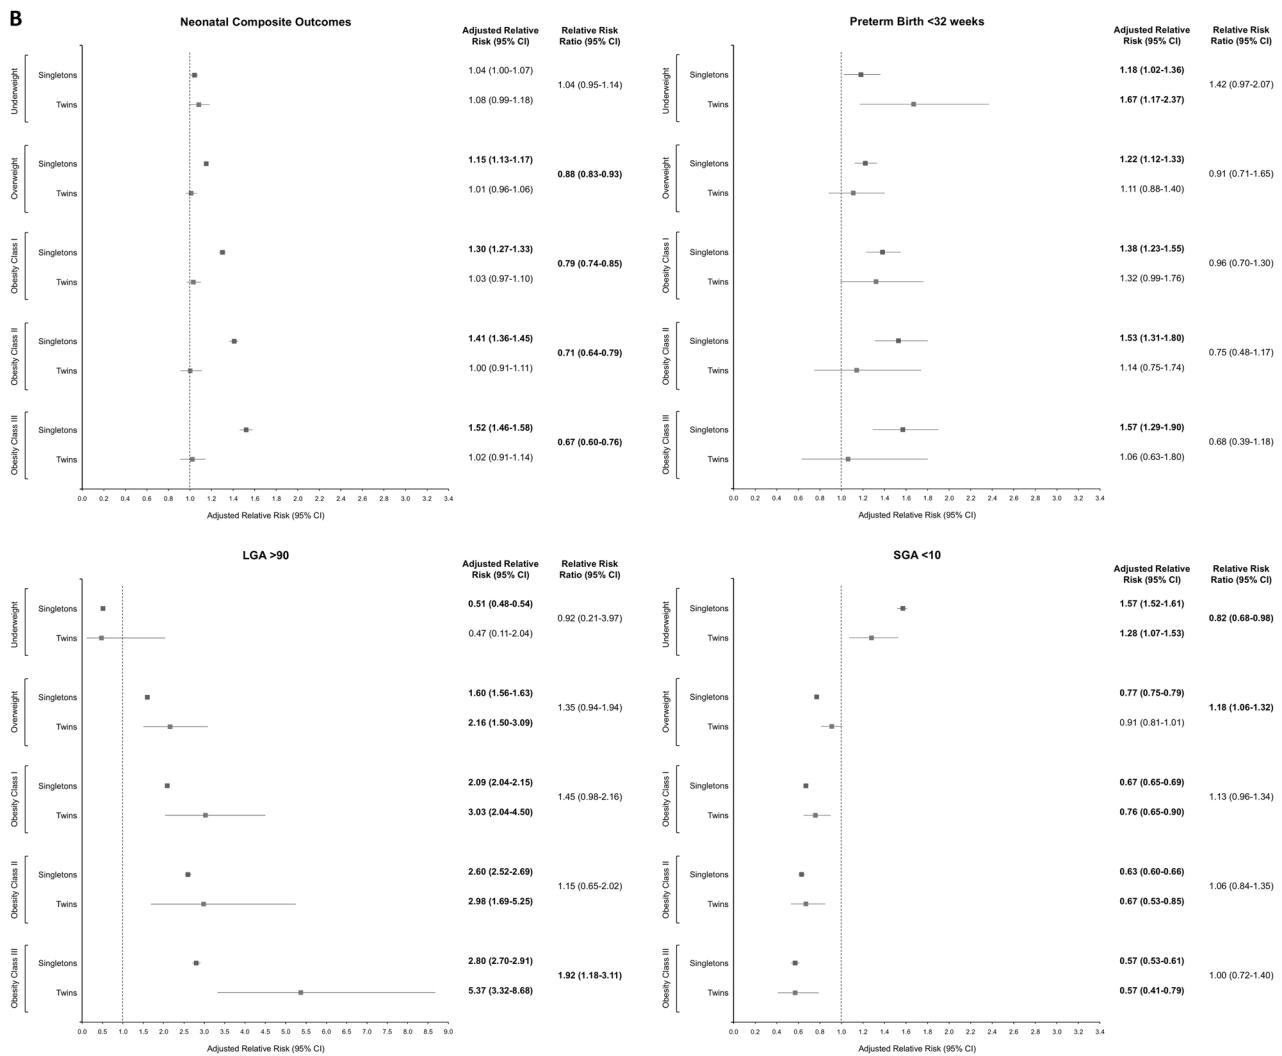 B
Neonatal Composite Outcomes
Adjusted Relative
Risk (95% CI)
Relative Risk
Ratio (95% CI)
Underweight
Singletons
1.04 (1.00-1.07)
1.04 (0.95-1.14)
Twins
1.08 (0.99-1.18)
Overweight
Singletons
1.15 (1.13-1.17)
0.88 (0.83-0.93)
Twins
1.01 (0.96-1.06)
Obesity Class I
Singletons
1.30 (1.27-1.33)
0.79 (0.74-0.85)
Twins
1.03 (0.97-1.10)
Obesity Class II
Singletons
1.41 (1.36-1.45)
0.71 (0.64-0.79)
Twins
1.00 (0.91-1.11)
Obesity Class III
Singletons
1.52 (1.46-1.58)
0.67 (0.60-0.76)
Twins
1.02 (0.91-1.14)
0.0 0.2 0.4 0.6 0.8 1.0 1.2 1.4 1.6 1.8 2.0 2.2 2.4 2.6 2.8 3.0 3.2 3.4
Adjusted Relative Risk (95% CI)
Preterm Birth <32 weeks
Adjusted Relative
Risk (95% CI)
Relative Risk
Ratio (95% CI)
Underweight
Singletons
1.18 (1.02-1.36)
1.42 (0.97-2.07)
Twins
1.67 (1.17-2.37)
Overweight
Singletons
1.22 (1.12-1.33)
0.91 (0.71-1.65)
Twins
1.11 (0.88-1.40)
Obesity Class I
Singletons
1.38 (1.23-1.55)
0.96 (0.70-1.30)
Twins
1.32 (0.99-1.76)
Obesity Class II
Singletons
1.53 (1.31-1.80)
0.75 (0.48-1.17)
Twins
1.14 (0.75-1.74)
Obesity Class III
Singletons
1.57 (1.29-1.90)
0.68 (0.39-1.18)
Twins
1.06 (0.63-1.80)
0.0 0.2 0.4 0.6 0.8 1.0 1.2 1.4 1.6 1.8 2.0 2.2 2.4 2.6 2.8 3.0 3.2 3.4
Adjusted Relative Risk (95% CI)
LGA >90
Adjusted Relative
Risk (95% CI)
Relative Risk
Ratio (95% CI)
Underweight
Singletons
0.51 (0.48-0.54)
0.92 (0.21-3.97)
Twins
0.47 (0.11-2.04)
Overweight
Singletons
1.60 (1.56-1.63)
1.35 (0.94-1.94)
Twins
2.16 (1.50-3.09)
Obesity Class I
Singletons
2.09 (2.04-2.15)
1.45 (0.98-2.16)
Twins
3.03 (2.04-4.50)
Obesity Class II
Singletons
2.60 (2.52-2.69)
1.15 (0.65-2.02)
Twins
2.98 (1.69-5.25)
Obesity Class III
Singletons
2.80 (2.70-2.91)
1.92 (1.18-3.11)
Twins
5.37 (3.32-8.68)
0.0 0.5 1.0 1.5 2.0 2.5 3.0 3.5 4.0 4.5 5.0 5.5 6.0 6.5 7.0 7.5 8.0 8.5 9.0
Adjusted Relative Risk (95% CI)
SGA <10
Adjusted Relative
Risk (95% CI)
Relative Risk
Ratio (95% CI)
Underweight
Singletons
1.57 (1.52-1.61)
0.82 (0.68-0.98)
Twins
1.28 (1.07-1.53)
Overweight
Singletons
0.77 (0.75-0.79)
1.18 (1.06-1.32)
Twins
0.91 (0.81-1.01)
Obesity Class I
Singletons
0.67 (0.65-0.69)
1.13 (0.96-1.34)
Twins
0.76 (0.65-0.90)
Obesity Class II
Singletons
0.63 (0.60-0.66)
1.06 (0.84-1.35)
Twins
0.67 (0.53-0.85)
Obesity Class III
Singletons
0.57 (0.53-0.61)
1.00 (0.72-1.40)
Twins
0.57 (0.41-0.79)
0.0 0.2 0.4 0.6 0.8 1.0 1.2 1.4 1.6 1.8 2.0 2.2 2.4 2.6 2.8 3.0 3.2 3.4
Adjusted Relative Risk (95% CI)